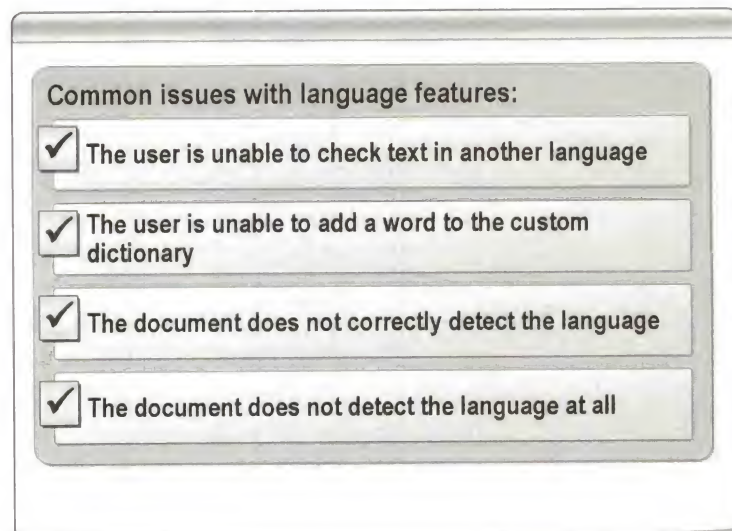 Common issues with language features:
The user is unable to check text in another language
The user is unable to add a word to the custom
dictionary
The document does not correctly detect the language
The document does not detect the language at all